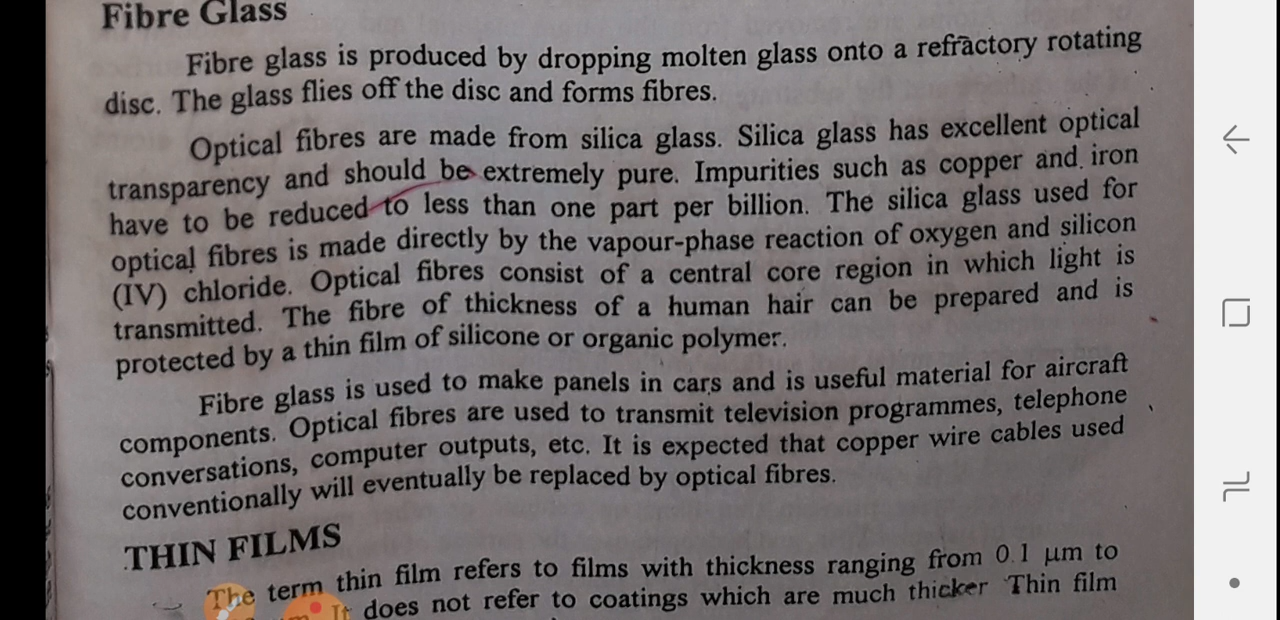 Fibre Glass
Fibre glass is produced by dropping molten glass onto a refractory rotating
disc. The glass flies off the disc and forms fibres.
Optical fibres are made from silica glass. Silica glass has excellent optical
transparency and should be extremely pure. Impurities such as copper and iron
have to be reduced to less than one part per billion. The silica glass used for
optical fibres is made directly by the vapour-phase reaction of oxygen and silicon
(IV) chloride. Optical fibres consist of a central core region in which light is
transmitted. The fibre of thickness of a human hair can be prepared and is
protected by a thin film of silicone or organic polymer.
Fibre glass is used to make panels in cars and is useful material for aircraft
components. Optical fibres are used to transmit television programmes, telephone
conversations, computer outputs, etc. It is expected that copper wire cables used
conventionally will eventually be replaced by optical fibres.
THIN FILMS
The term thin film refers to films with thickness ranging from 0.1 μm to
It does not refer to coatings which are much thicker Thin film